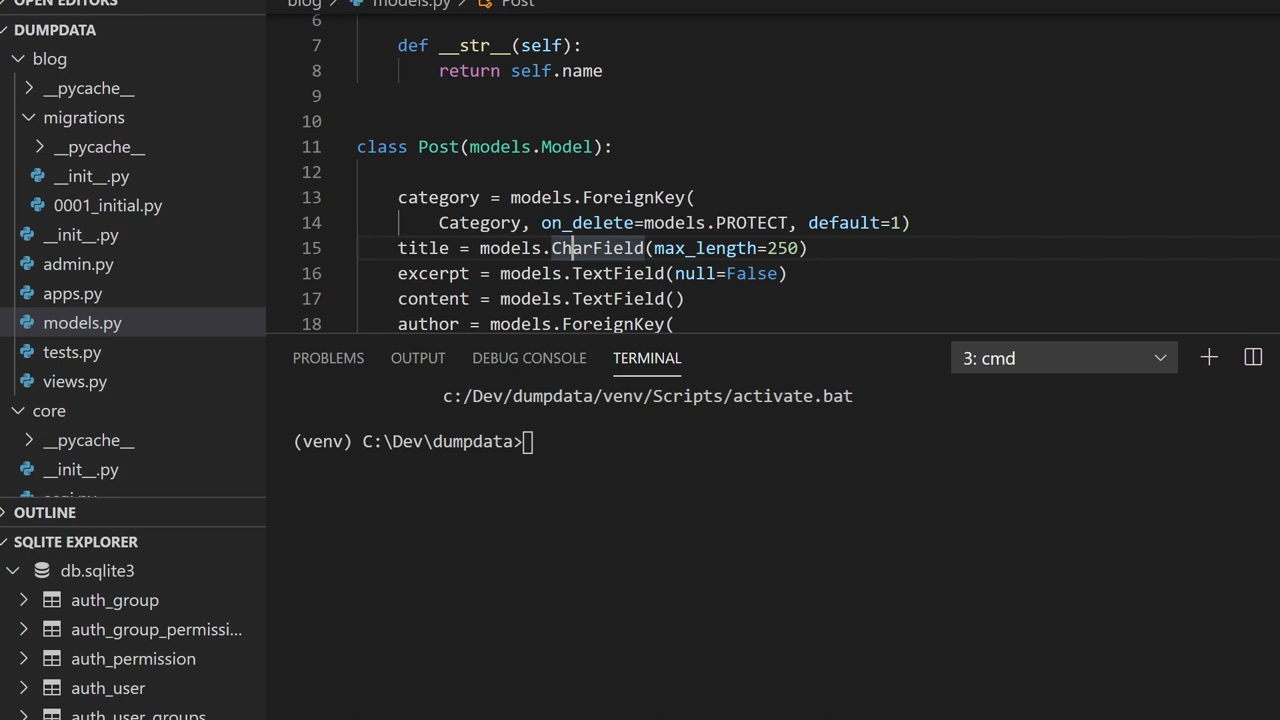 OPEN EDITORS
DUMPDATA
blog
__pycache__
migrations
__pycache__
__init__.py
0001_initial.py
__init__.py
admin.py
apps.py
models.py
tests.py
views.py
core
__pycache__
__init__.py
OUTLINE
SQLITE EXPLORER
db.sqlite3
auth_group
auth_group_permissi...
auth_permission
auth_user
auth_user_groups
blog > models.py > Post
6
7 def __str__(self):
8 return self.name
9
10
11 class Post(models.Model):
12
13 category = models.ForeignKey(
14 Category, on_delete=models.PROTECT, default=1)
15 title = models.CharField(max_length=250)
16 excerpt = models.TextField(null=False)
17 content = models.TextField()
18 author = models.ForeignKey(
PROBLEMS OUTPUT DEBUG CONSOLE TERMINAL 3: cmd
c:/Dev/dumpdata/venv/Scripts/activate.bat
(venv) C:\Dev\dumpdata>